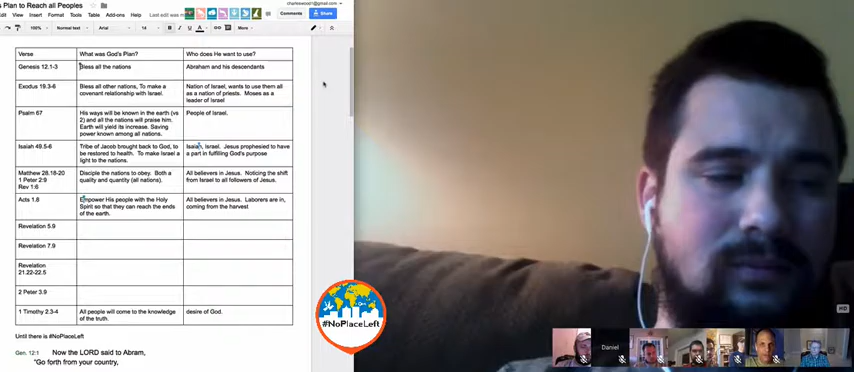 s Plan to Reach all Peoples
charleswood1@gmail.com
View Insert Format Tools Table Add-ons Help Last edit was
Comments Share
100% Normal text Arial 14 B I U A More
Verse What was God's Plan? Who does He want to use?
Genesis 12.1-3 Bless all the nations Abraham and his descendants
Exodus 19.3-6 Bless all other nations, To make a Nation of Israel, wants to use them all
covenant relationship with Israel. as a nation of priests. Moses as a
leader of Israel
Psalm 67 His ways will be known in the earth (vs People of Israel.
2) and all the nations will praise him.
Earth will yield its increase. Saving
power known among all nations.
Isaiah 49.5-6 Tribe of Jacob brought back to God, to Isaiah, Israel. Jesus prophesied to have
be restored to health. To make Israel a a part in fulfilling God's purpose
light to the nations.
Matthew 28.18-20 Disciple the nations to obey. Both a All believers in Jesus. Noticing the shift
1 Peter 2:9 quality and quantity (all nations). from Israel to all followers of Jesus.
Rev 1:6
Acts 1.8 Empower His people with the Holy All believers in Jesus. Laborers are in,
Spirit so that they can reach the ends coming from the harvest
of the earth.
Revelation 5.9
Revelation 7.9
Revelation
21.22-22.5
2 Peter 3.9
1 Timothy 2.3-4 All people will come to the knowledge desire of God.
of the truth.
Until there is #NoPlaceLeft
Gen. 12:1 Now the LORD said to Abram,
"Go forth from your country,
#NoPlaceLeft
HD
Daniel